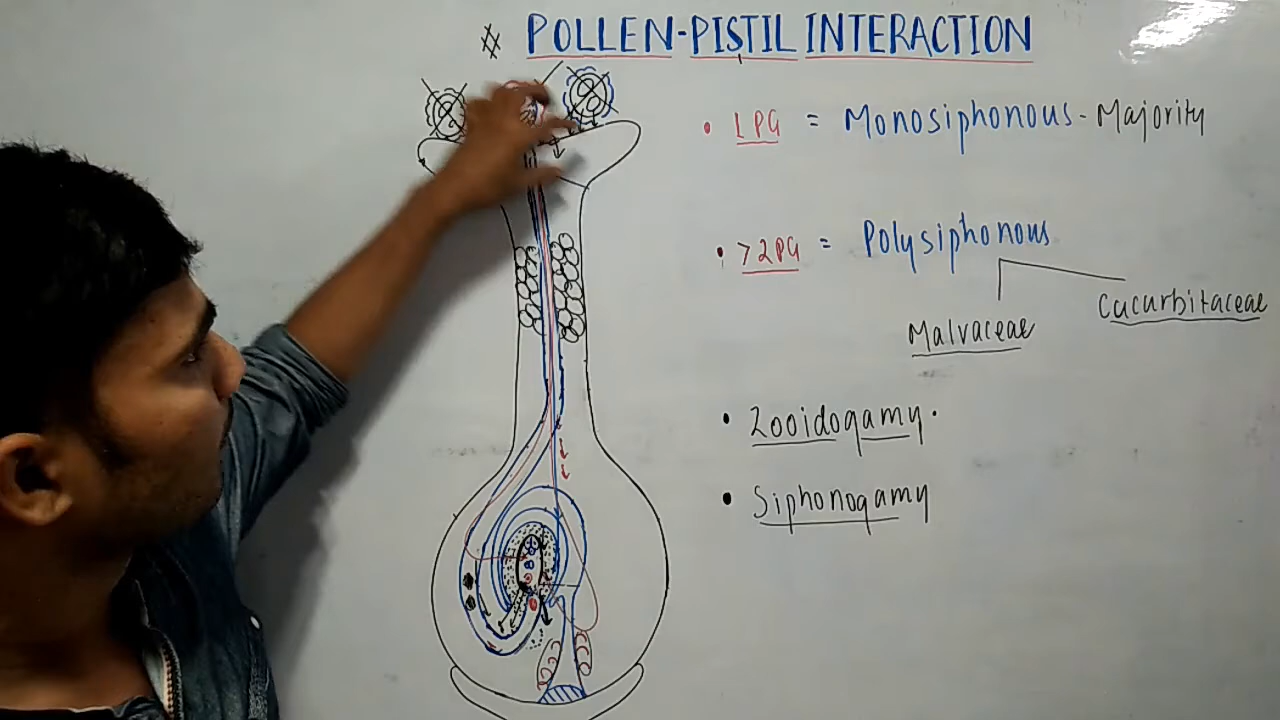 * POLLEN-PISTIL INTERACTION
• 1PG = Monosiphonous - Majority
• >2PG = Polysiphonous
Cucurbitaceae
Malvaceae
• Zooidogamy.
• Siphonogamy